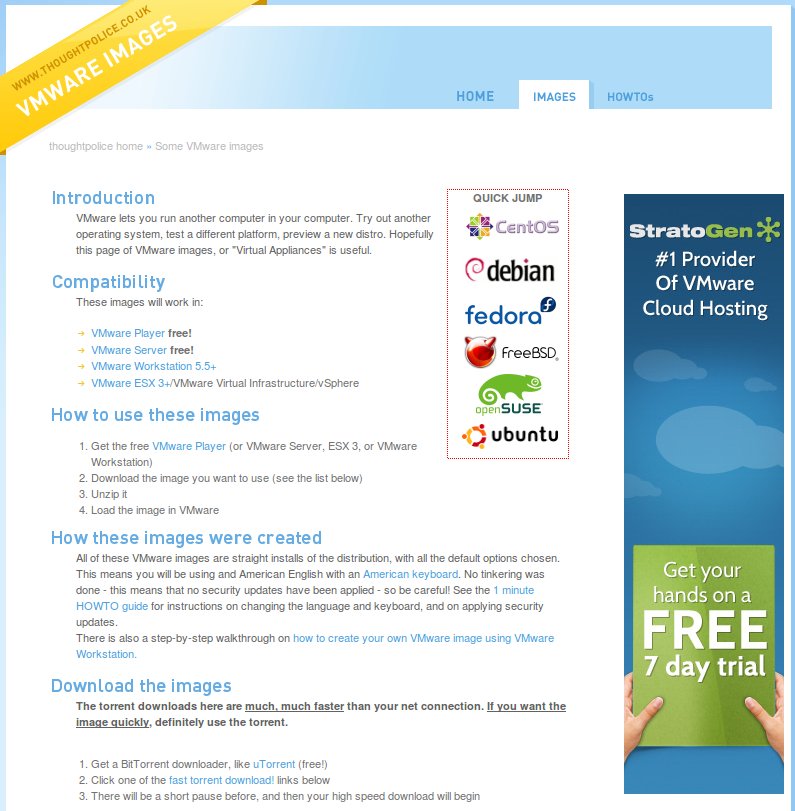 WWW.THOUGHTPOLICE.CO.UK
VMWARE IMAGES
HOME
IMAGES
HOWTOs
thoughtpolice home » Some VMware images
Introduction
VMware lets you run another computer in your computer. Try out another
operating system, test a different platform, preview a new distro. Hopefully
this page of VMware images, or "Virtual Appliances" is useful.
Compatibility
These images will work in:
VMware Player free!
VMware Server free!
VMware Workstation 5.5+
VMware ESX 3+/VMware Virtual Infrastructure/vSphere
How to use these images
1. Get the free VMware Player (or VMware Server, ESX 3, or VMware
Workstation)
2. Download the image you want to use (see the list below)
3. Unzip it
4. Load the image in VMware
QUICK JUMP
CentOS
debian
fedora
FreeBSD
openSUSE
ubuntu
How these images were created
All of these VMware images are straight installs of the distribution, with all the default options chosen.
This means you will be using and American English with an American keyboard. No tinkering was
done - this means that no security updates have been applied - so be careful! See the 1 minute
HOWTO guide for instructions on changing the language and keyboard, and on applying security
updates.
There is also a step-by-step walkthrough on how to create your own VMware image using VMware
Workstation.
Download the images
The torrent downloads here are much, much faster than your net connection. If you want the
image quickly, definitely use the torrent.
1. Get a BitTorrent downloader, like uTorrent (free!)
2. Click one of the fast torrent download! links below
3. There will be a short pause before, and then your high speed download will begin
StratoGen
#1 Provider
Of VMware
Cloud Hosting
Get your
hands on a
FREE
7 day trial